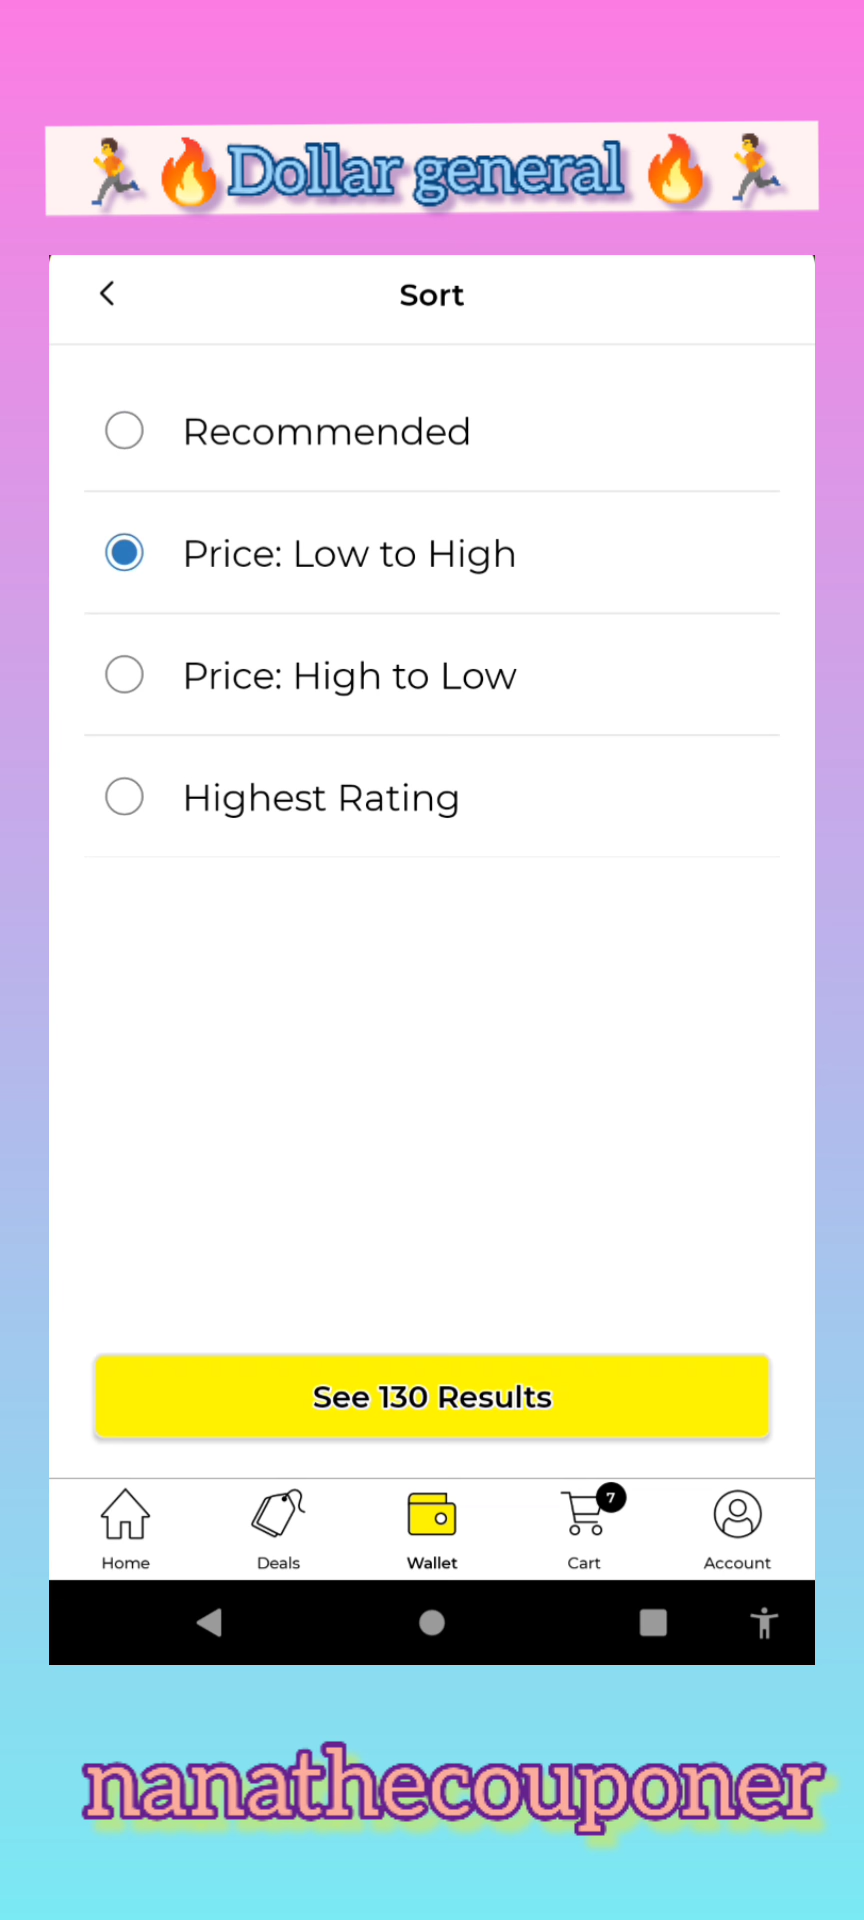 Dollar general
Sort
Recommended
Price: Low to High
Price: High to Low
Highest Rating
See 130 Results
7
Home Deals Wallet Cart Account
nanathecouponer